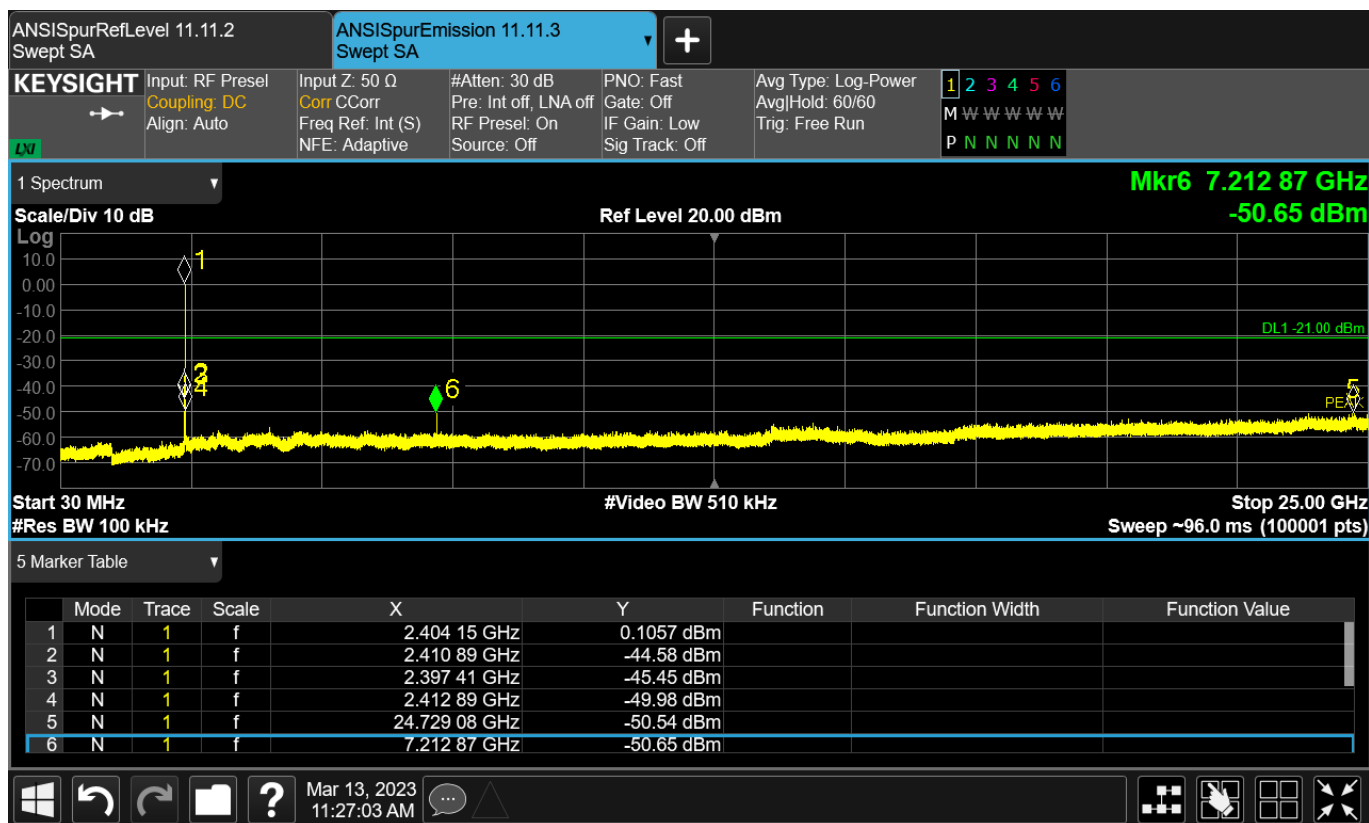 ANSISpurRefLevel 11.11.2
Swept SA
ANSISpurEmission 11.11.3
Swept SA
KEYSIGHT
LXI
Input: RF Presel
Coupling: DC
Align: Auto
Input Z: 50 Ω
Corr CCorr
Freq Ref: Int (S)
NFE: Adaptive
#Atten: 30 dB
Pre: Int off, LNA off
RF Presel: On
Source: Off
PNO: Fast
Gate: Off
IF Gain: Low
Sig Track: Off
Avg Type: Log-Power
Avg|Hold: 60/60
Trig: Free Run
1 2 3 4 5 6
M W W W W W
P N N N N N
1 Spectrum
Mkr6 7.212 87 GHz
-50.65 dBm
Scale/Div 10 dB
Ref Level 20.00 dBm
Log
10.0
0.00
-10.0
-20.0
-30.0
-40.0
-50.0
-60.0
-70.0
1
DL1 -21.00 dBm
3
4
6
5
PEAK
Start 30 MHz
#Video BW 510 kHz
Stop 25.00 GHz
#Res BW 100 kHz
Sweep ~96.0 ms (100001 pts)
5 Marker Table
Mode Trace Scale X Y Function Function Width Function Value
1 N 1 f 2.404 15 GHz 0.1057 dBm
2 N 1 f 2.410 89 GHz -44.58 dBm
3 N 1 f 2.397 41 GHz -45.45 dBm
4 N 1 f 2.412 89 GHz -49.98 dBm
5 N 1 f 24.729 08 GHz -50.54 dBm
6 N 1 f 7.212 87 GHz -50.65 dBm
?
Mar 13, 2023
11:27:03 AM